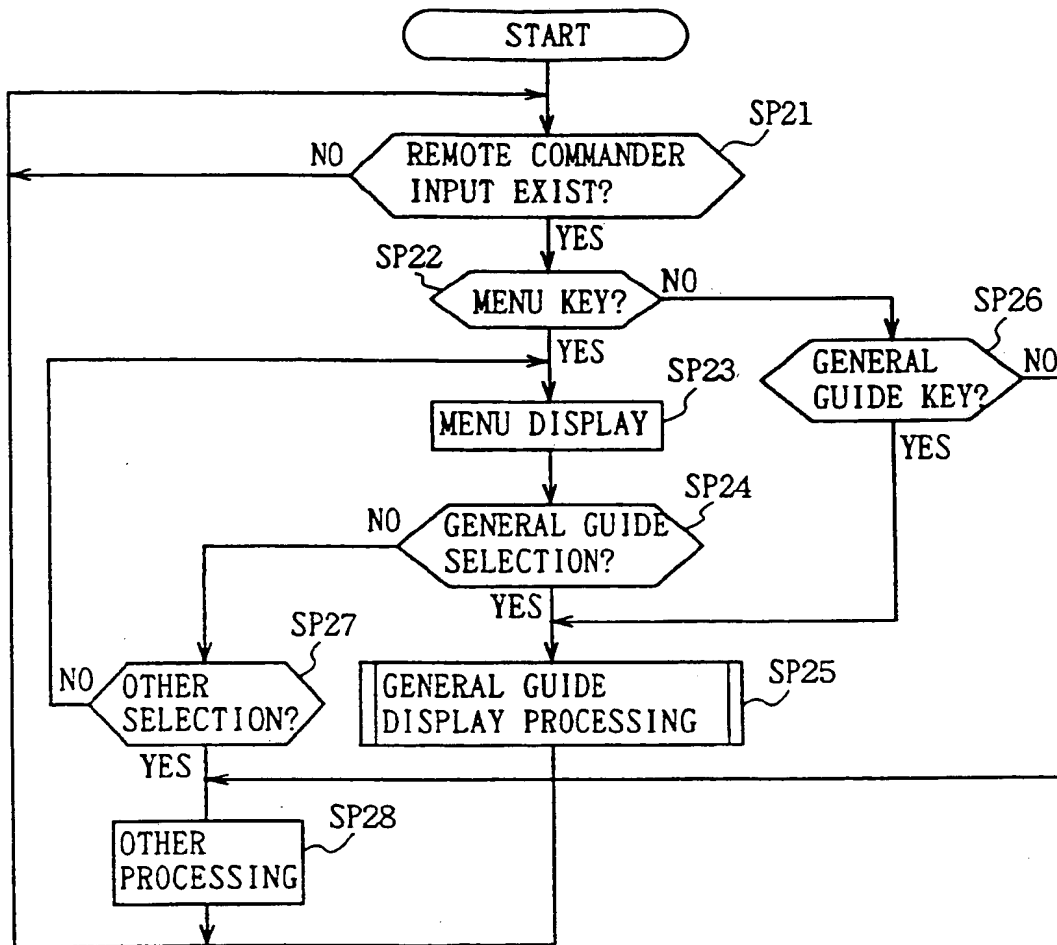 START
SP21
NO
REMOTE COMMANDER
INPUT EXIST?
YES
SP22
MENU KEY?
NO
SP26
YES
GENERAL
GUIDE KEY?
NO
SP23
MENU DISPLAY
YES
SP24
NO
GENERAL GUIDE
SELECTION?
YES
SP27
NO
OTHER
SELECTION?
SP25
GENERAL GUIDE
DISPLAY PROCESSING
YES
SP28
OTHER
PROCESSING